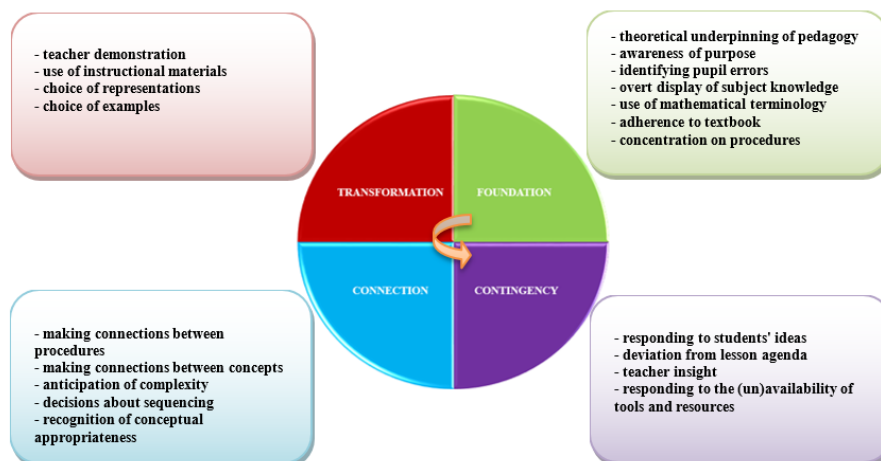 - teacher demonstration
- use of instructional materials
- choice of representations
- choice of examples
- theoretical underpinning of pedagogy
- awareness of purpose
- identifying pupil errors
- overt display of subject knowledge
- use of mathematical terminology
- adherence to textbook
- concentration on procedures
TRANSFORMATION
FOUNDATION
CONNECTION
CONTINGENCY
- making connections between
procedures
- making connections between concepts
- anticipation of complexity
- decisions about sequencing
- recognition of conceptual
appropriateness
- responding to students' ideas
- deviation from lesson agenda
- teacher insight
- responding to the (un)availability of
tools and resources